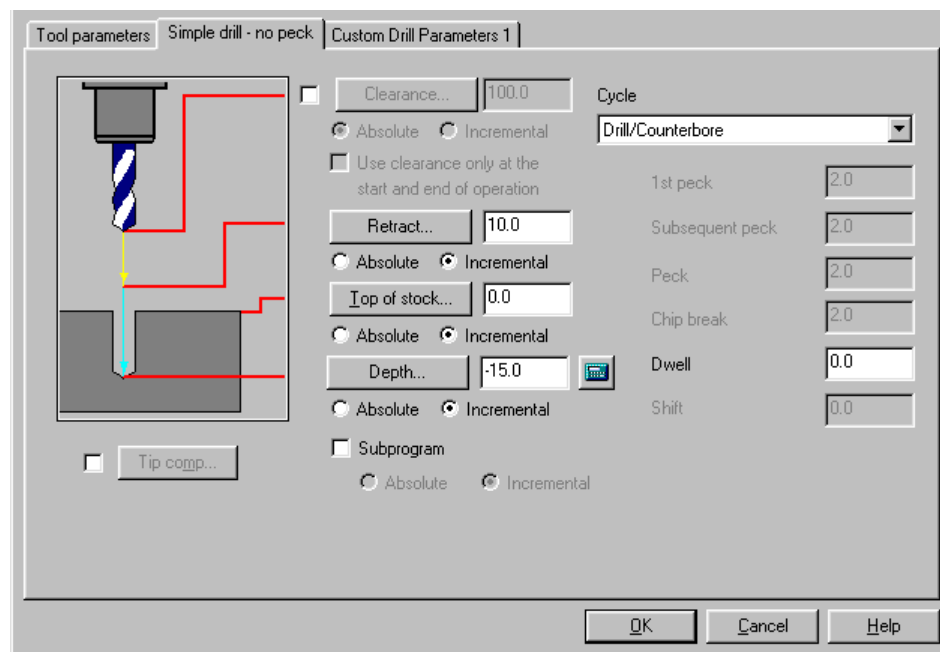 Tool parameters Simple drill - no peck Custom Drill Parameters 1
Clearance... 100.0
Absolute Incremental
Use clearance only at the
start and end of operation
Retract... 10.0
Absolute Incremental
Top of stock... 0.0
Absolute Incremental
Depth... -15.0
Absolute Incremental
Subprogram
Absolute Incremental
Tip comp...
Cycle
Drill/Counterbore
1st peck 2.0
Subsequent peck 2.0
Peck 2.0
Chip break 2.0
Dwell 0.0
Shift 0.0
OK Cancel Help